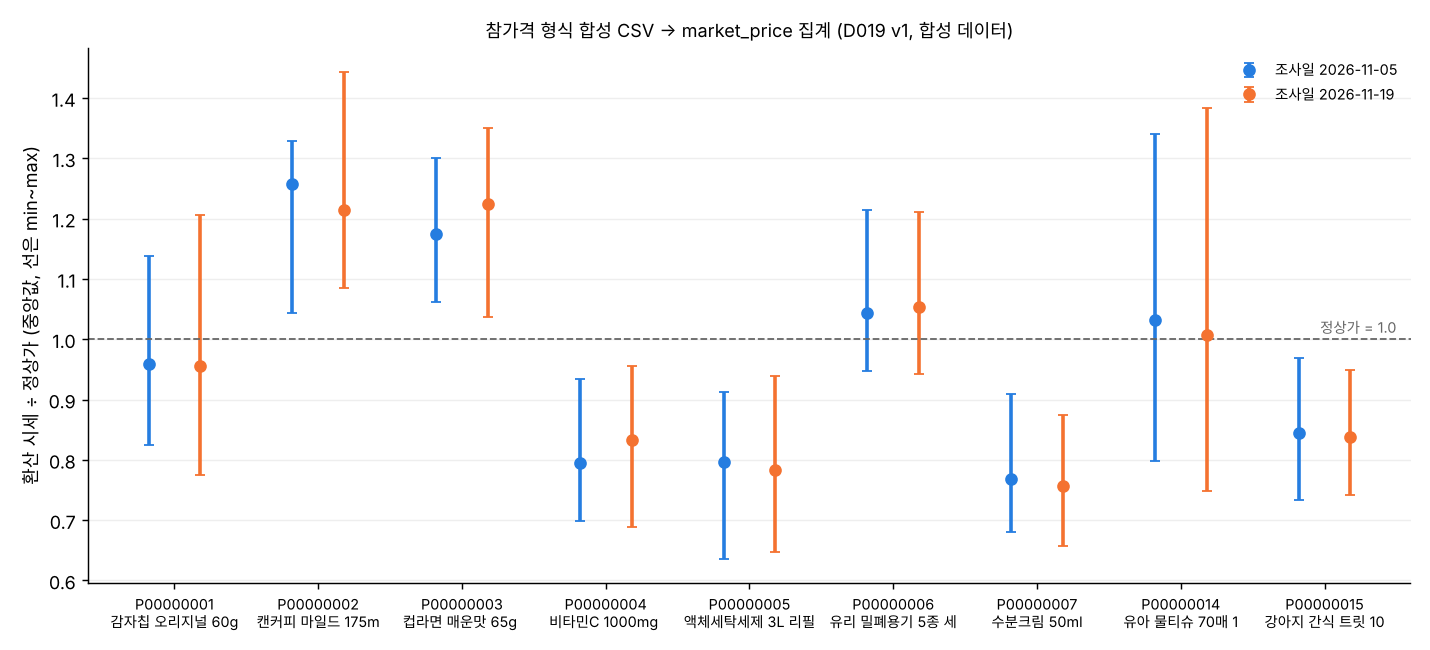 참가격 형식 합성 CSV → market_price 집계 (D019 v1, 합성 데이터)
조사일 2026-11-05
조사일 2026-11-19
환산 시세 ÷ 정상가 (중앙값, 선은 min~max)
1.4
1.3
1.2
1.1
1.0
0.9
0.8
0.7
0.6
정상가 = 1.0
P00000001
감자칩 오리지널 60g
P00000002
캔커피 마일드 175m
P00000003
컵라면 매운맛 65g
P00000004
비타민C 1000mg
P00000005
액체세탁세제 3L 리필
P00000006
유리 밀폐용기 5종 세
P00000007
수분크림 50ml
P00000014
유아 물티슈 70매 1
P00000015
강아지 간식 트릿 10